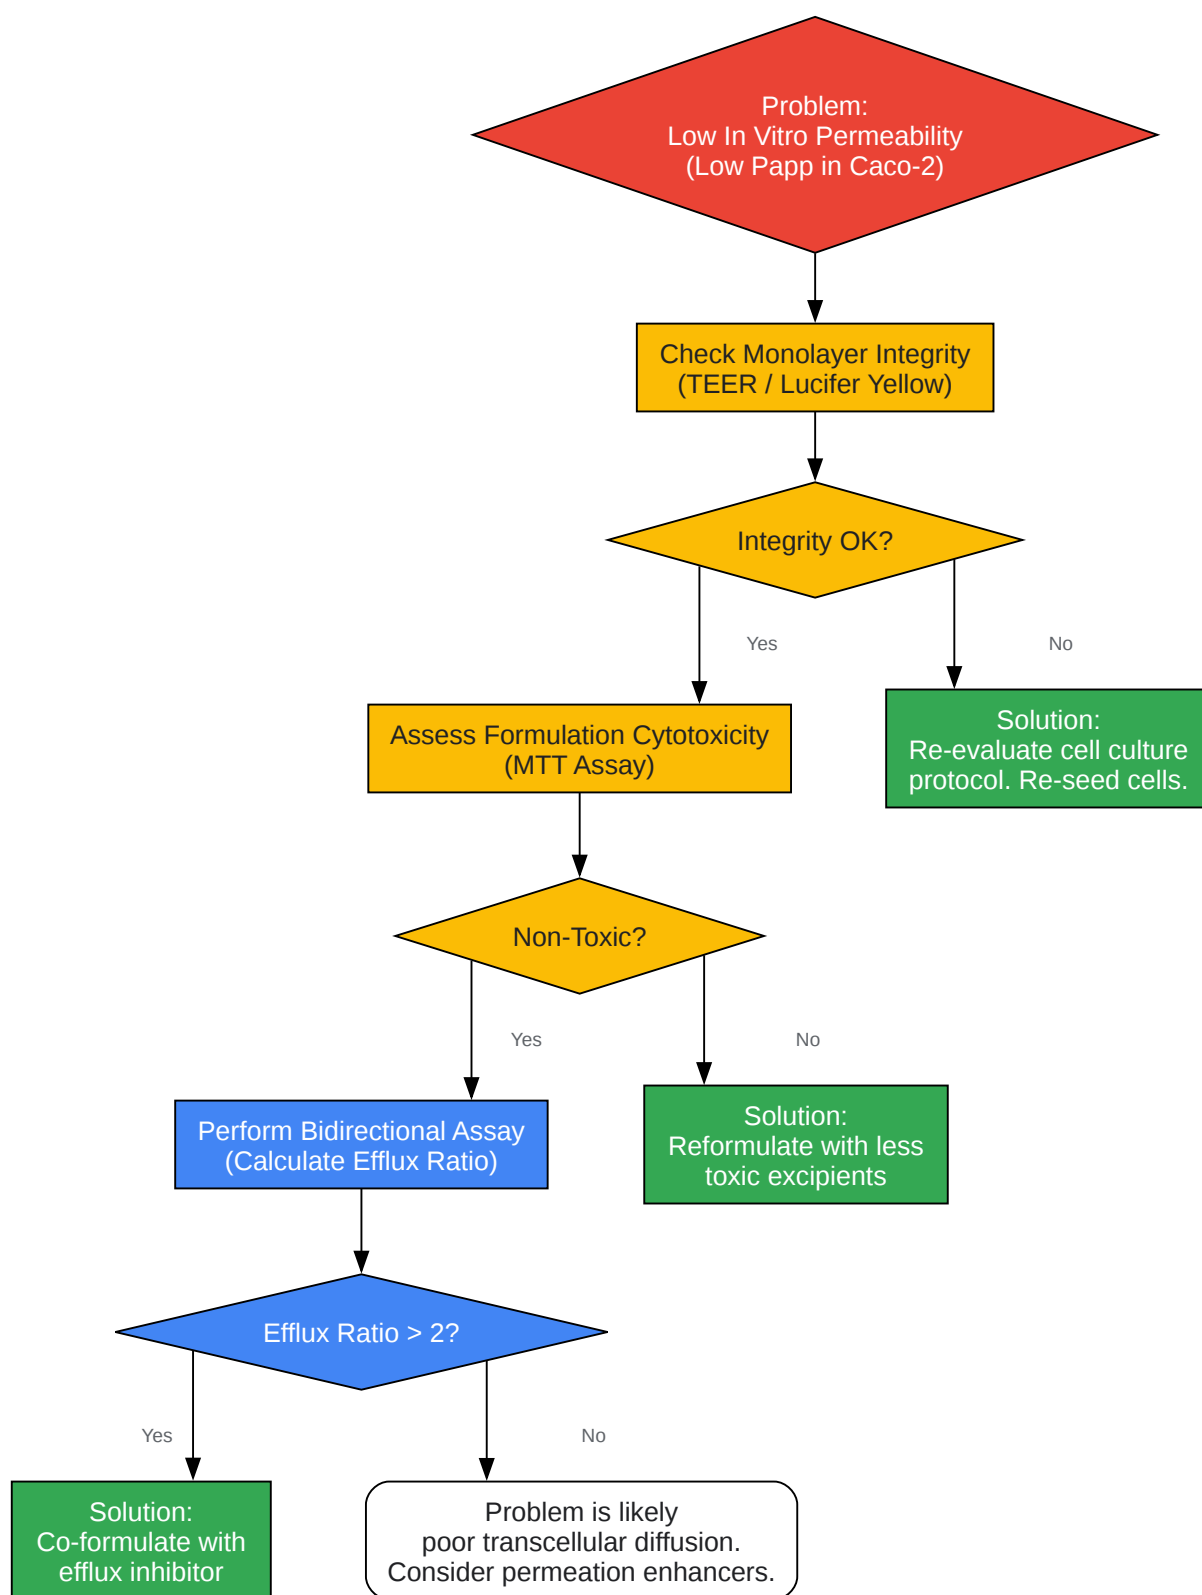 Problem:
Low In Vitro Permeability
(Low Papp in Caco-2)
Check Monolayer Integrity
(TEER / Lucifer Yellow)
Integrity OK?
Yes
No
Solution:
Re-evaluate cell culture
protocol. Re-seed cells.
Assess Formulation Cytotoxicity
(MTT Assay)
Non-Toxic?
Yes
No
Solution:
Reformulate with less
toxic excipients
Perform Bidirectional Assay
(Calculate Efflux Ratio)
Efflux Ratio > 2?
Yes
No
Solution:
Co-formulate with
efflux inhibitor
Problem is likely
poor transcellular diffusion.
Consider permeation enhancers.